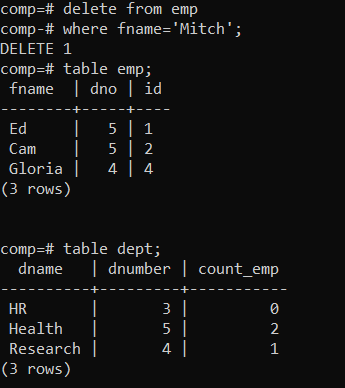 comp=# delete from emp
comp-# where fname='Mitch';
DELETE 1
comp=# table emp;
 fname  | dno | id
--------+-----+----
 Ed     |   5 | 1
 Cam    |   5 | 2
 Gloria |   4 | 4
(3 rows)
comp=# table dept;
  dname   | dnumber | count_emp
----------+---------+-----------
 HR       |       3 |         0
 Health   |       5 |         2
 Research |       4 |         1
(3 rows)